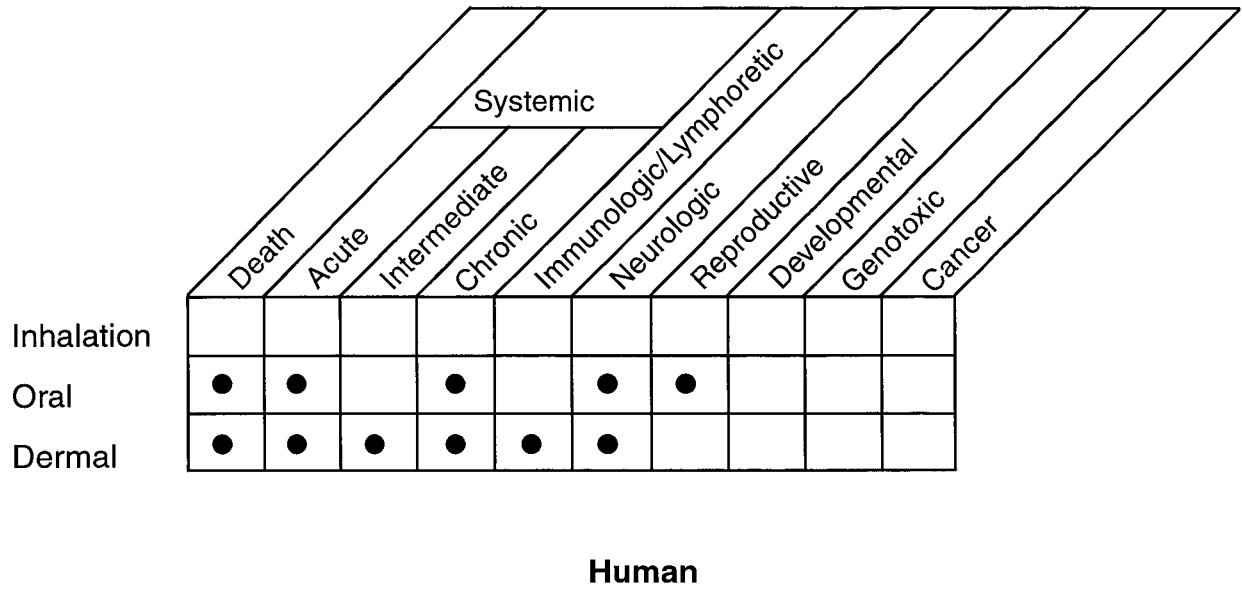 Systemic
Death
Acute
Intermediate
Chronic
Immunologic/Lymphoretic
Neurologic
Reproductive
Developmental
Genotoxic
Cancer
Inhalation
Oral
Dermal
Human